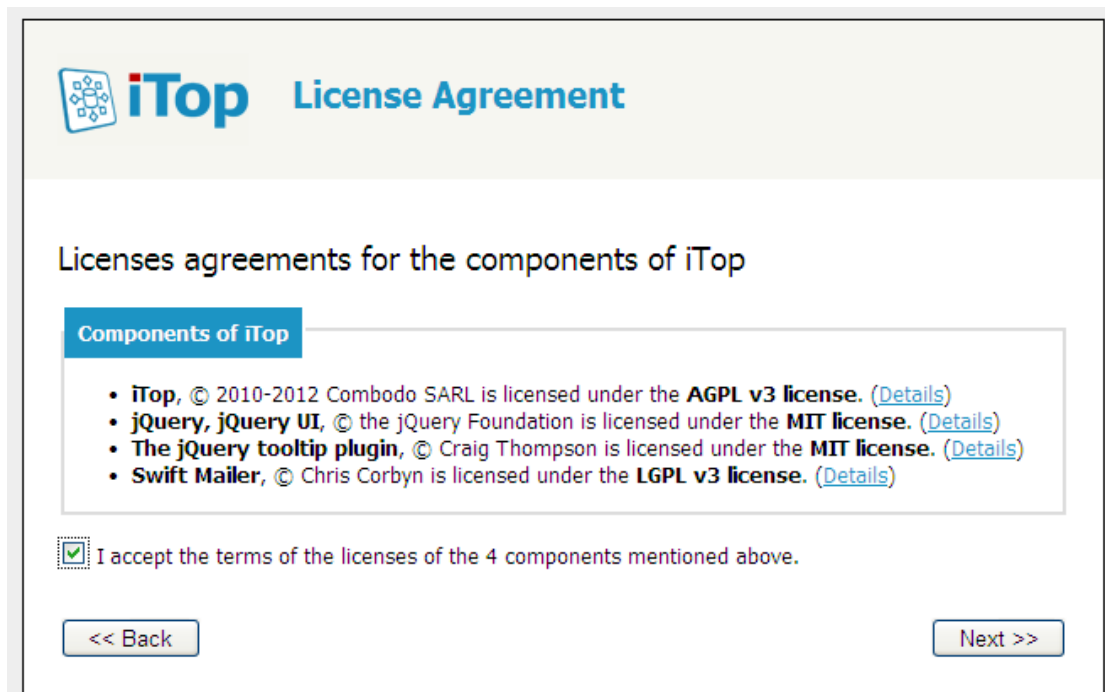 iTop License Agreement
Licenses agreements for the components of iTop
Components of iTop
• iTop, © 2010-2012 Combodo SARL is licensed under the AGPL v3 license. (Details)
• jQuery, jQuery UI, © the jQuery Foundation is licensed under the MIT license. (Details)
• The jQuery tooltip plugin, © Craig Thompson is licensed under the MIT license. (Details)
• Swift Mailer, © Chris Corbyn is licensed under the LGPL v3 license. (Details)
I accept the terms of the licenses of the 4 components mentioned above.
<< Back Next >>